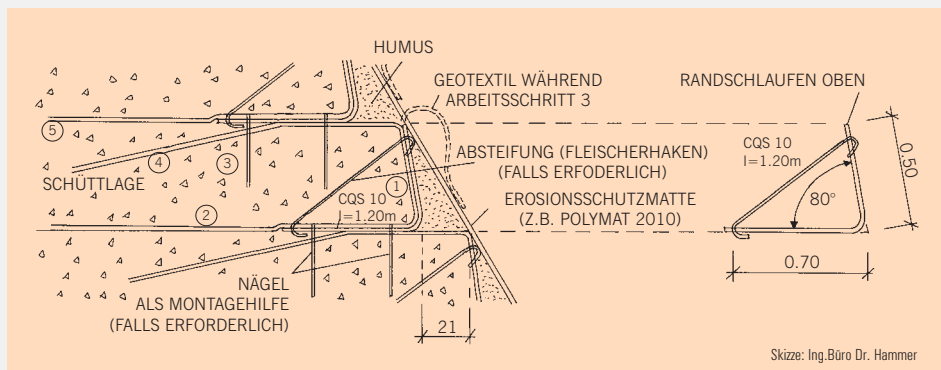 HUMUS
GEOTEXTIL WÄHREND
ARBEITSSCHRITT 3
RANDSCHLAUFEN OBEN
5
4
3
SCHÜTTLAGE
1
ABSTEIFUNG (FLEISCHERHAKEN)
(FALLS ERFODERLICH)
CQS 10
l=1.20m
0.50
2
CQS 10
l=1.20m
EROSIONSSCHUTZMATTE
(Z.B. POLYMAT 2010)
80°
NÄGEL
ALS MONTAGEHILFE
(FALLS ERFORDERLICH)
0.70
21
Skizze: Ing.Büro Dr. Hammer